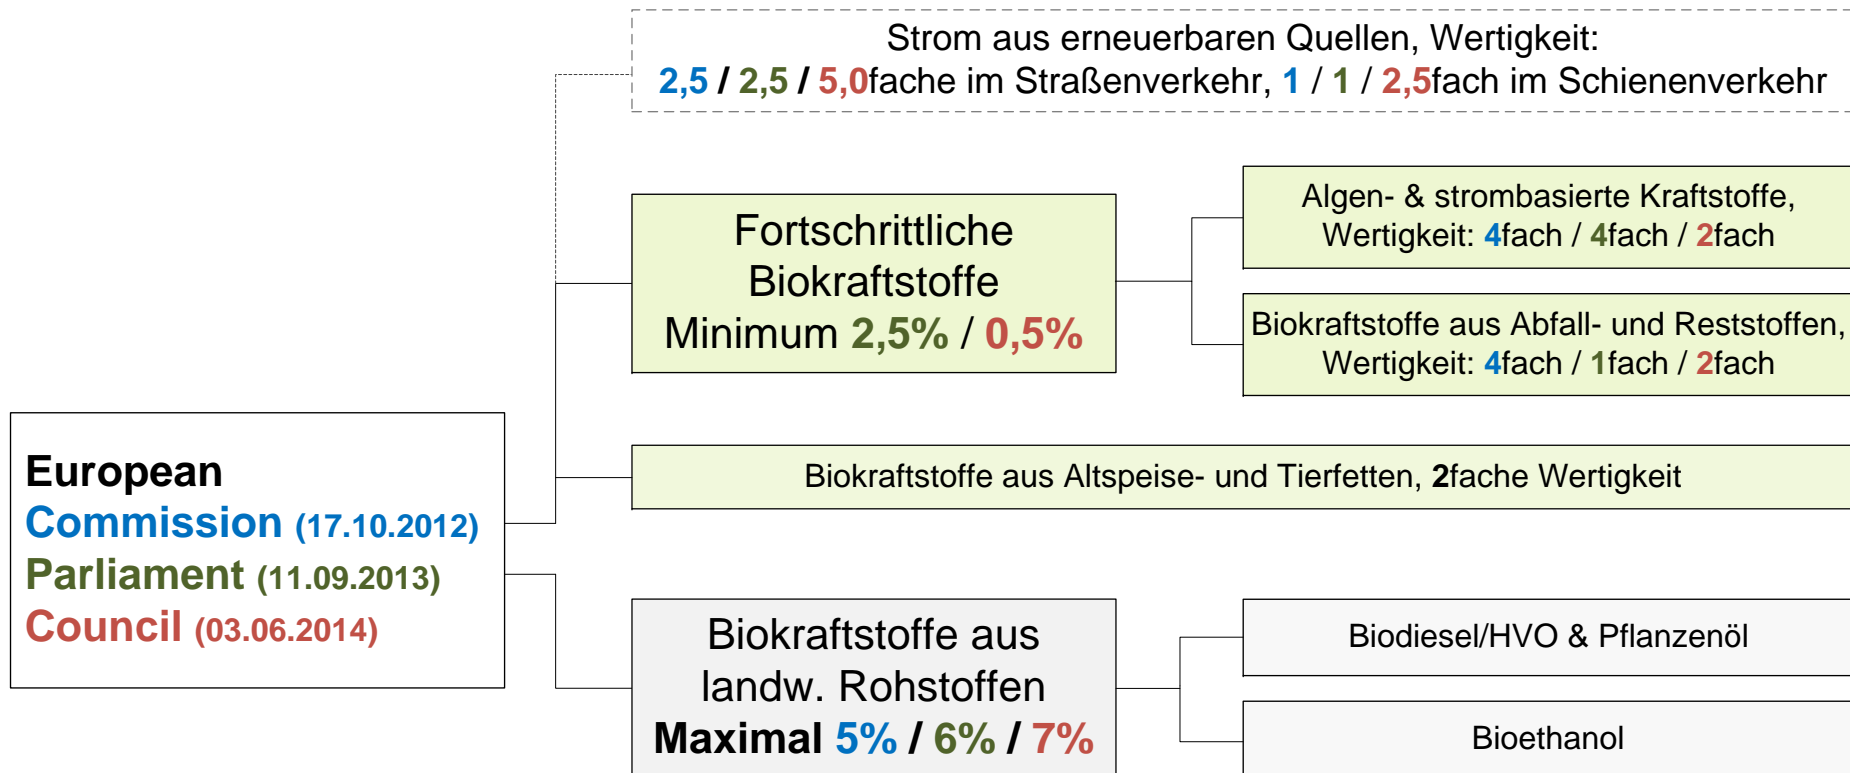 Strom aus erneuerbaren Quellen, Wertigkeit:
2,5 / 2,5 / 5,0fache im Straßenverkehr, 1 / 1 / 2,5fach im Schienenverkehr
Fortschrittliche
Biokraftstoffe
Minimum 2,5% / 0,5%
Algen- & strombasierte Kraftstoffe,
Wertigkeit: 4fach / 4fach / 2fach
Biokraftstoffe aus Abfall- und Reststoffen,
Wertigkeit: 4fach / 1fach / 2fach
European
Commission (17.10.2012)
Parliament (11.09.2013)
Council (03.06.2014)
Biokraftstoffe aus Altspeise- und Tierfetten, 2fache Wertigkeit
Biokraftstoffe aus
landw. Rohstoffen
Maximal 5% / 6% / 7%
Biodiesel/HVO & Pflanzenöl
Bioethanol